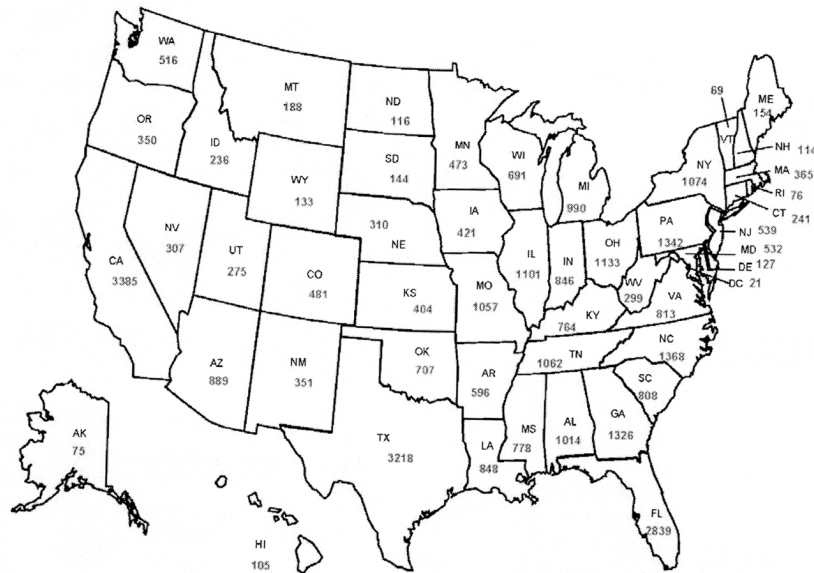 WA
516
MT
188
ND
116
MN
473
OR
350
ID
236
WY
133
SD
144
WI
691
MI
990
69
VT
ME
154
NH 114
MA 365
RI 76
CT
241
NY
1074
NJ 539
MD 532
DE 127
DC 21
PA
1342
CA
3385
NV
307
UT
275
CO
481
310
NE
IA
421
IL
1101
IN
846
OH
1133
WV
299
VA
813
KS
404
MO
1057
KY
764
NC
1368
TN
1062
SC
808
AZ
889
NM
351
OK
707
AR
596
MS
778
AL
1014
GA
1326
TX
3218
LA
848
FL
2839
AK
75
HI
105